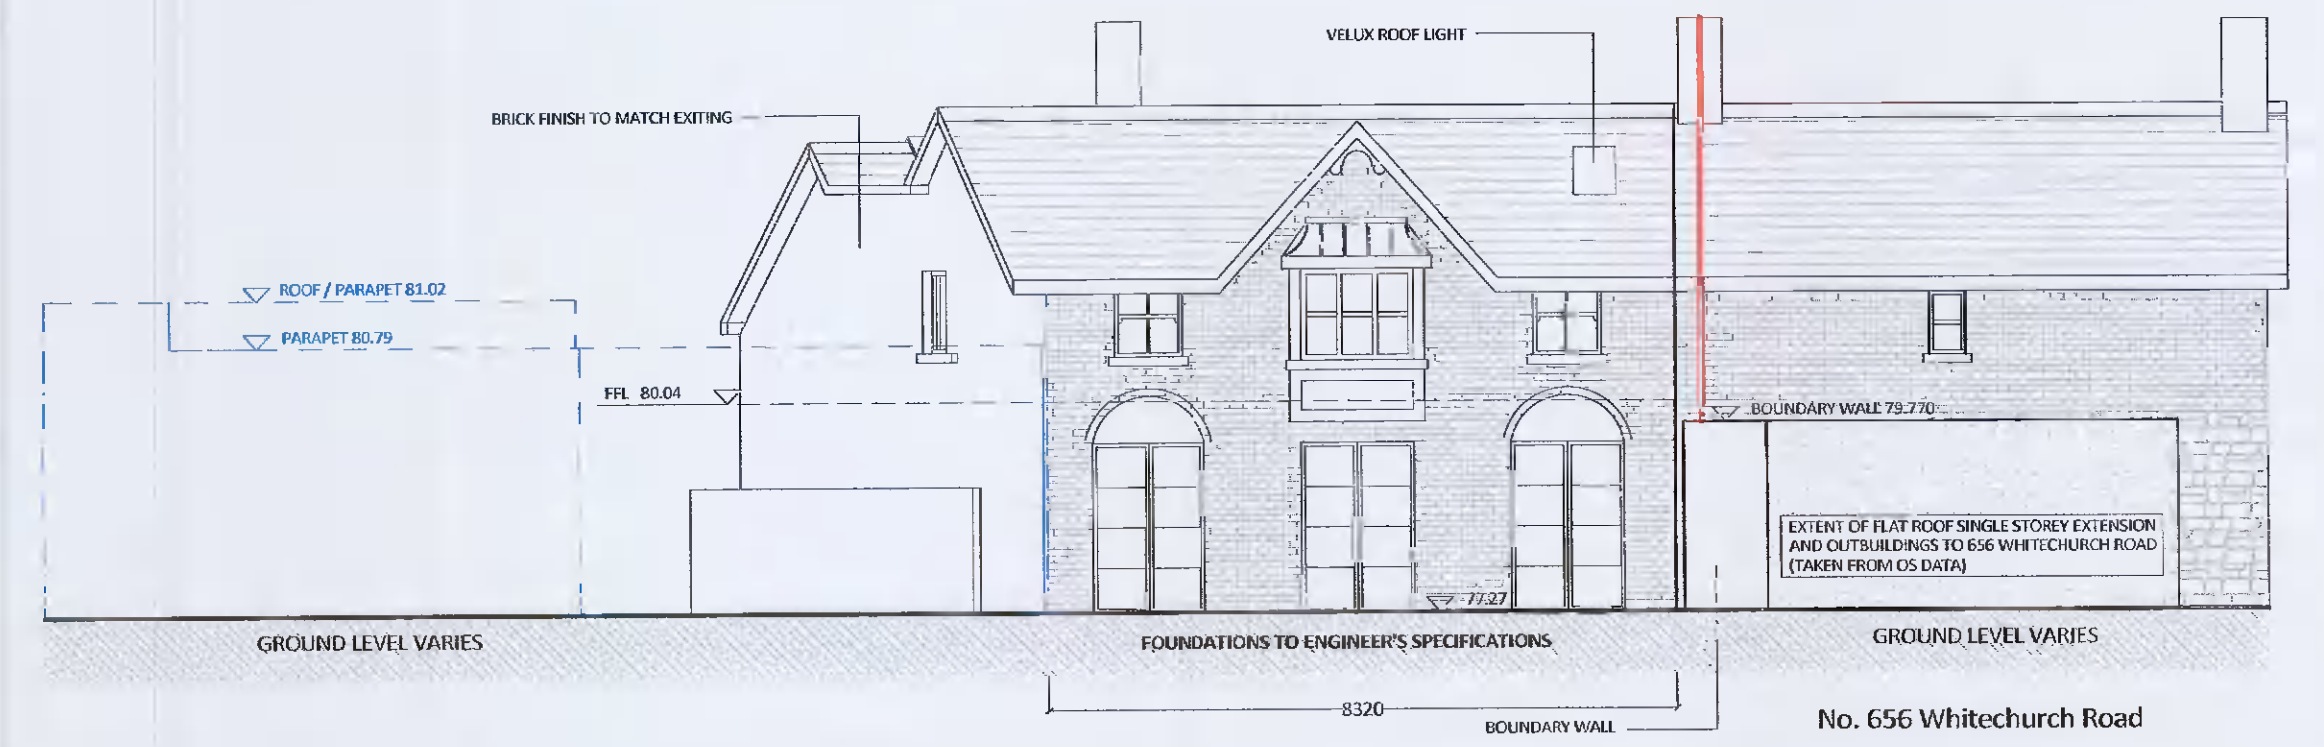 VELUX ROOF LIGHT
BRICK FINISH TO MATCH EXITING
ROOF / PARAPET 81.02
PARAPET 80.79
FFL 80.04
BOUNDARY WALL 79.770
EXTENT OF FLAT ROOF SINGLE STOREY EXTENSION
AND OUTBUILDINGS TO 656 WHITECHURCH ROAD
(TAKEN FROM OS DATA)
77.27
GROUND LEVEL VARIES
FOUNDATIONS TO ENGINEER'S SPECIFICATIONS
GROUND LEVEL VARIES
8320
BOUNDARY WALL
No. 656 Whitechurch Road